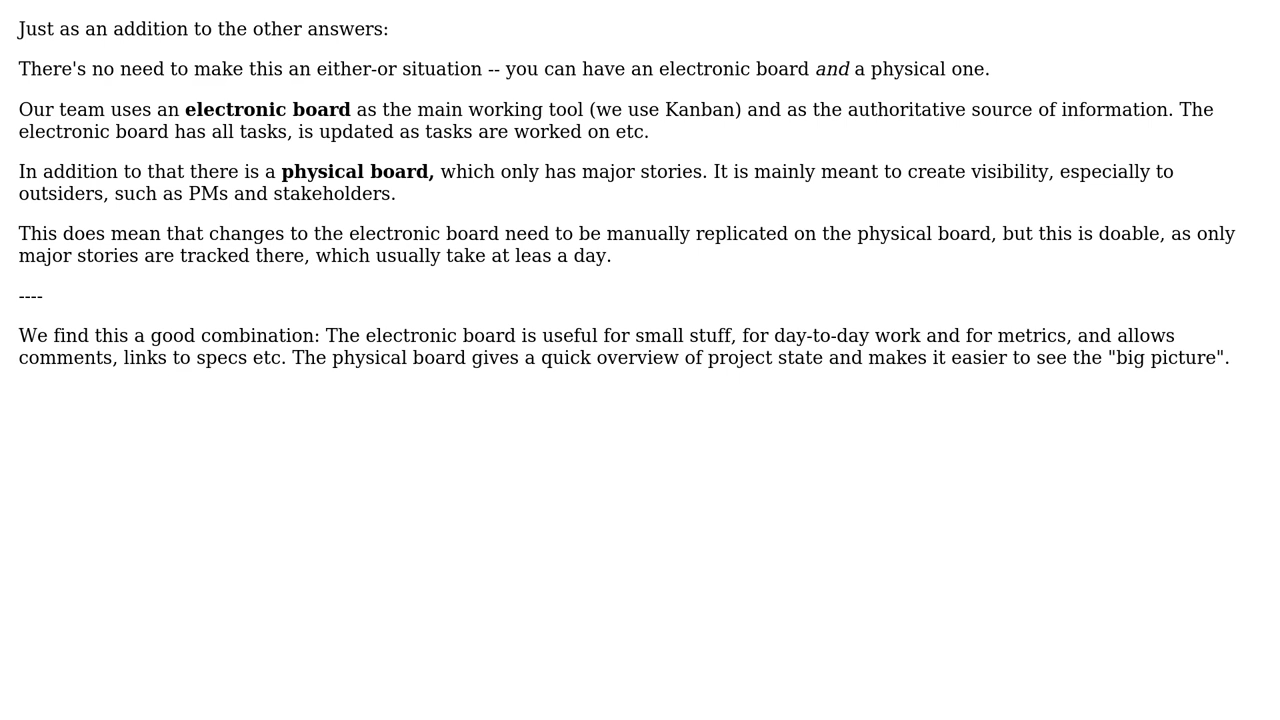 Just as an addition to the other answers:
There's no need to make this an either-or situation -- you can have an electronic board and a physical one.
Our team uses an electronic board as the main working tool (we use Kanban) and as the authoritative source of information. The
electronic board has all tasks, is updated as tasks are worked on etc.
In addition to that there is a physical board, which only has major stories. It is mainly meant to create visibility, especially to
outsiders, such as PMs and stakeholders.
This does mean that changes to the electronic board need to be manually replicated on the physical board, but this is doable, as only
major stories are tracked there, which usually take at leas a day.
----
We find this a good combination: The electronic board is useful for small stuff, for day-to-day work and for metrics, and allows
comments, links to specs etc. The physical board gives a quick overview of project state and makes it easier to see the "big picture".